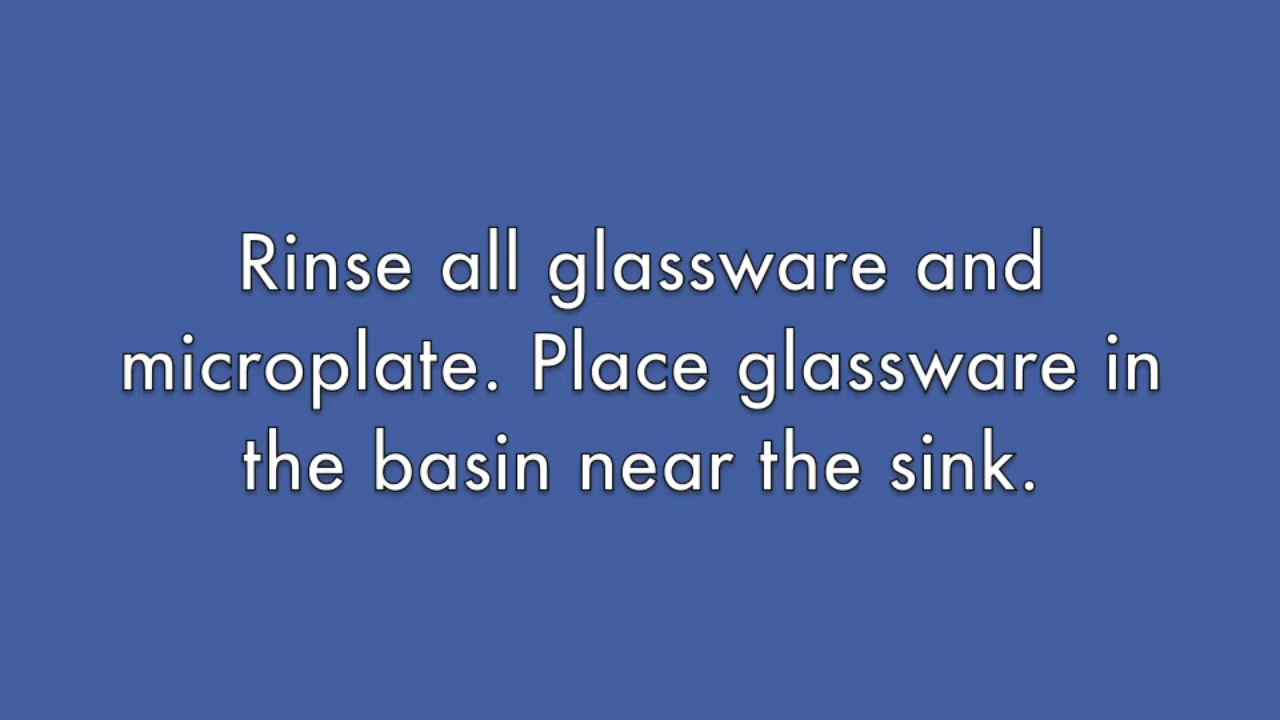 Rinse all glassware and
microplate. Place glassware in
the basin near the sink.